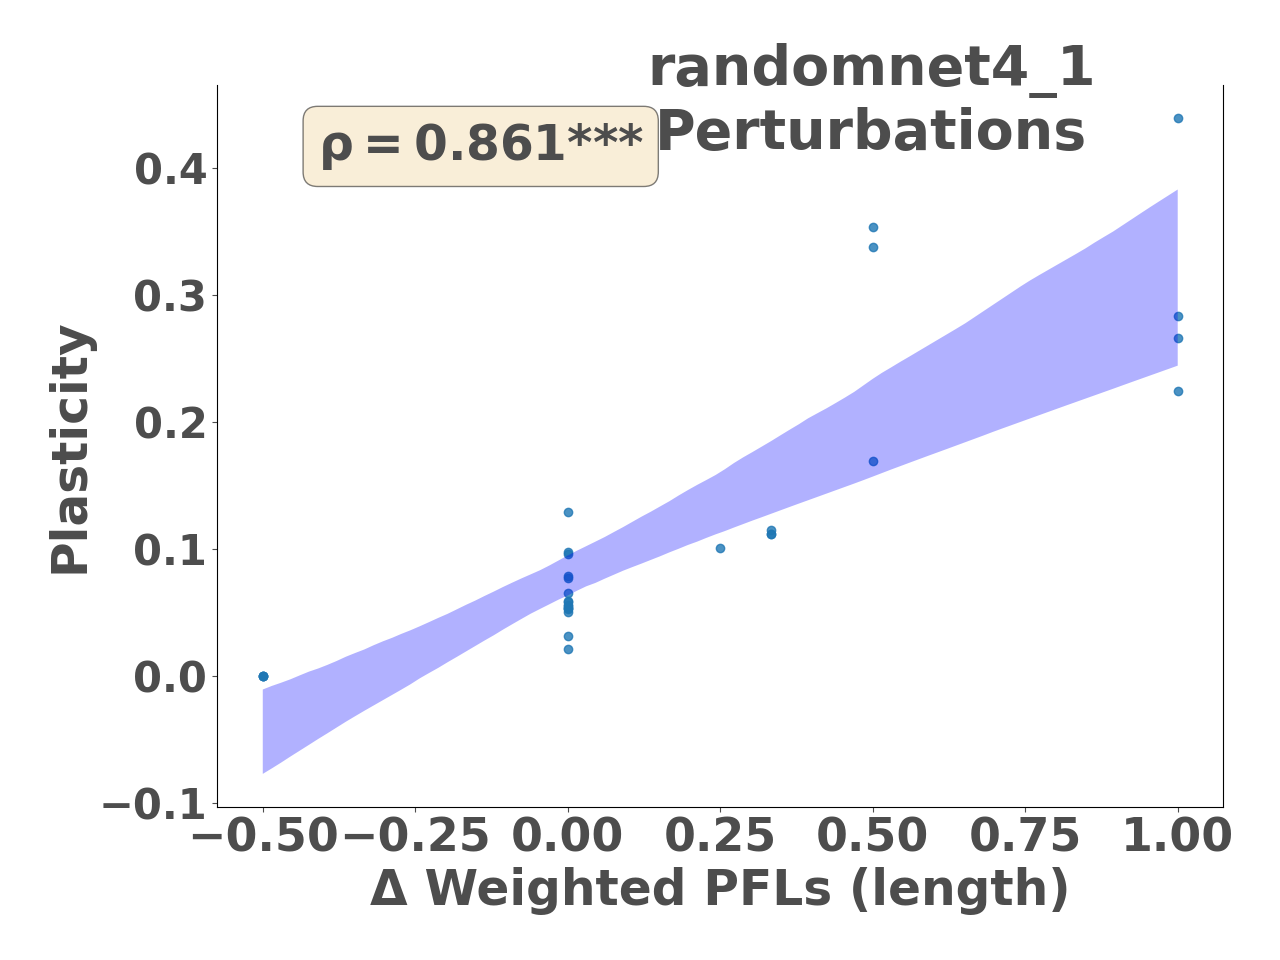 randomnet4_1
Perturbations
ρ = 0.861***
Plasticity
0.4
0.3
0.2
0.1
0.0
−0.1
−0.50 −0.25 0.00 0.25 0.50 0.75 1.00
Δ Weighted PFLs (length)